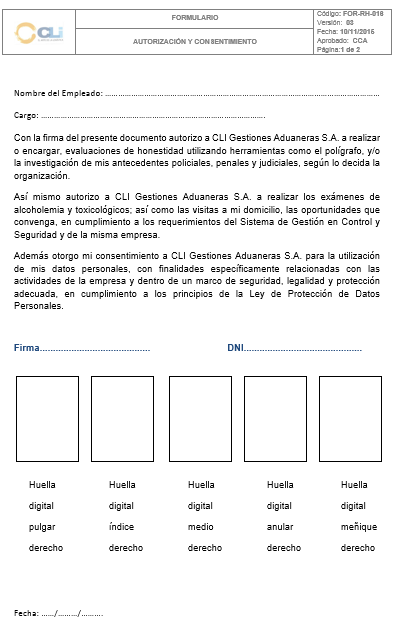 CLI
FORMULARIO
AUTORIZACIÓN Y CONSENTIMIENTO
Código: FOR-RH-018
Versión: 03
Fecha: 10/11/2015
Aprobado: CCA
Página:1 de 2
Nombre del Empleado: ……………………………………………………………………………………
Cargo: ……………………………………………………………………………….
Con la firma del presente documento autorizo a CLI Gestiones Aduaneras S.A. a realizar
o encargar, evaluaciones de honestidad utilizando herramientas como el polígrafo, y/o
la investigación de mis antecedentes policiales, penales y judiciales, según lo decida la
organización.
Así mismo autorizo a CLI Gestiones Aduaneras S.A. a realizar los exámenes de
alcoholemia y toxicológicos; así como las visitas a mi domicilio, las oportunidades que
convenga, en cumplimiento a los requerimientos del Sistema de Gestión en Control y
Seguridad y de la misma empresa.
Además otorgo mi consentimiento a CLI Gestiones Aduaneras S.A. para la utilización
de mis datos personales, con finalidades específicamente relacionadas con las
actividades de la empresa y dentro de un marco de seguridad, legalidad y protección
adecuada, en cumplimiento a los principios de la Ley de Protección de Datos
Personales.
Firma.......................................... DNI.............................................
Huella Huella Huella Huella Huella
digital digital digital digital digital
pulgar índice medio anular meñique
derecho derecho derecho derecho derecho
Fecha: ……/………/……….